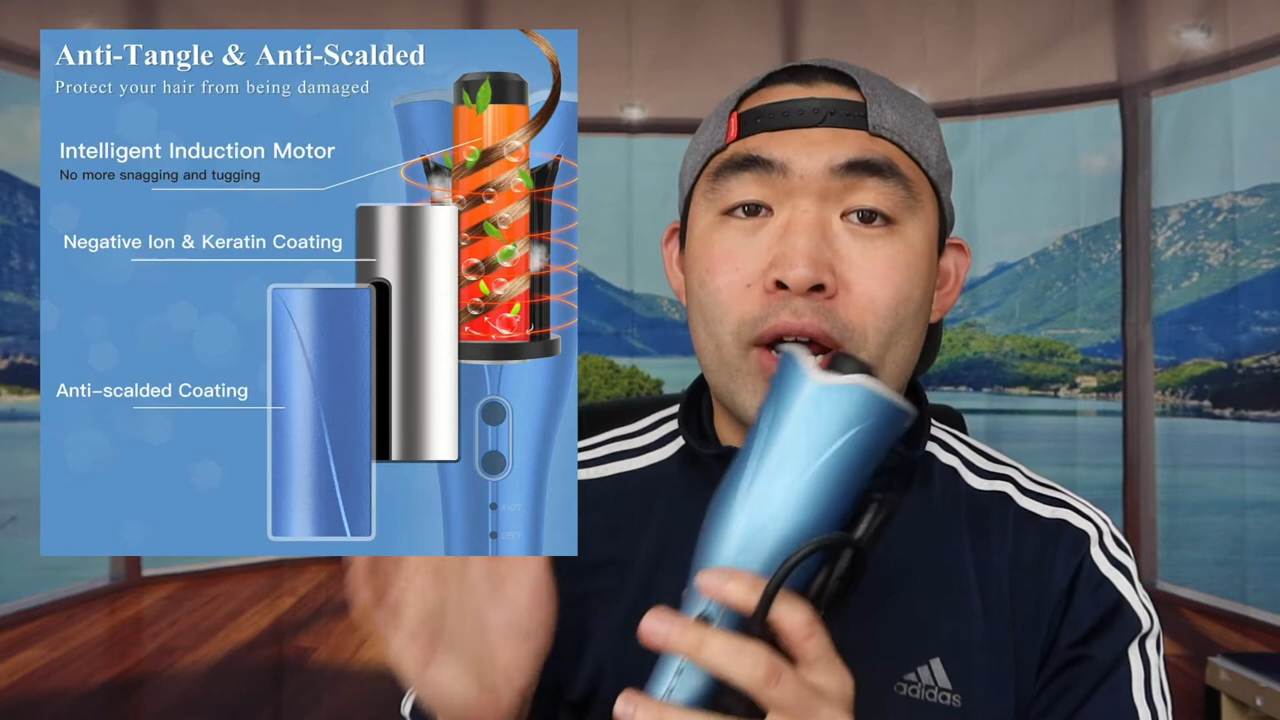 Anti-Tangle & Anti-Scalded
Protect your hair from being damaged
Intelligent Induction Motor
No more snagging and tugging
Negative Ion & Keratin Coating
Anti-scalded Coating
adidas